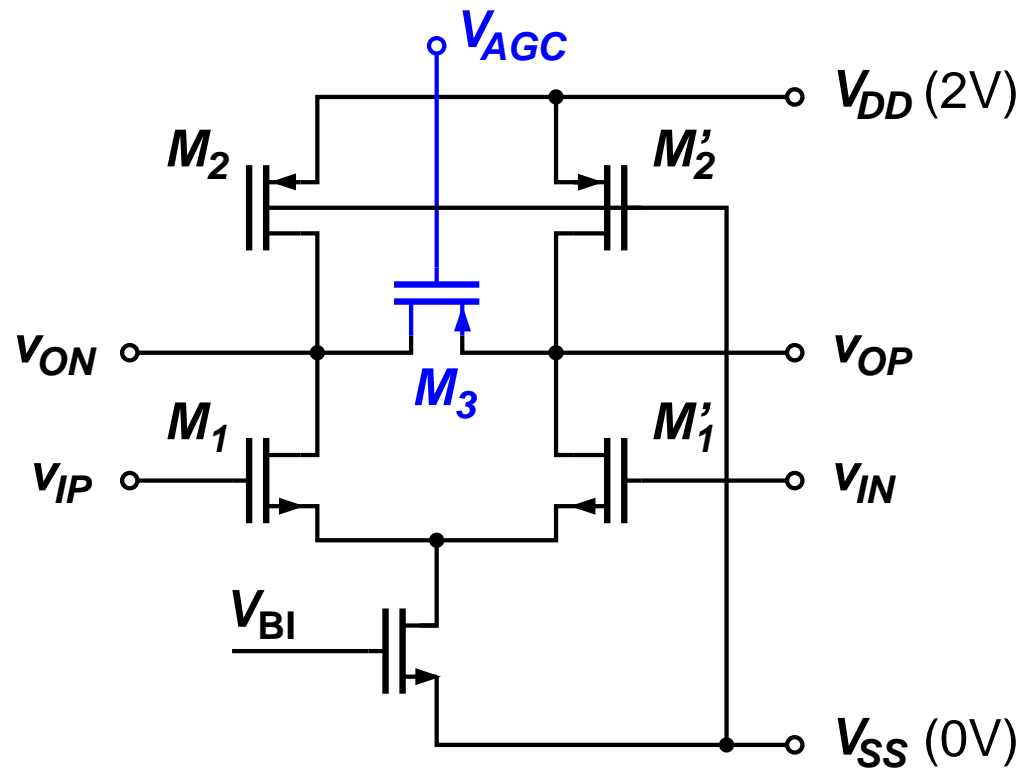 VAGC
VDD (2V)
M2
M'2
vON
vOP
M3
M1
M'1
vIP
vIN
VBI
VSS (0V)